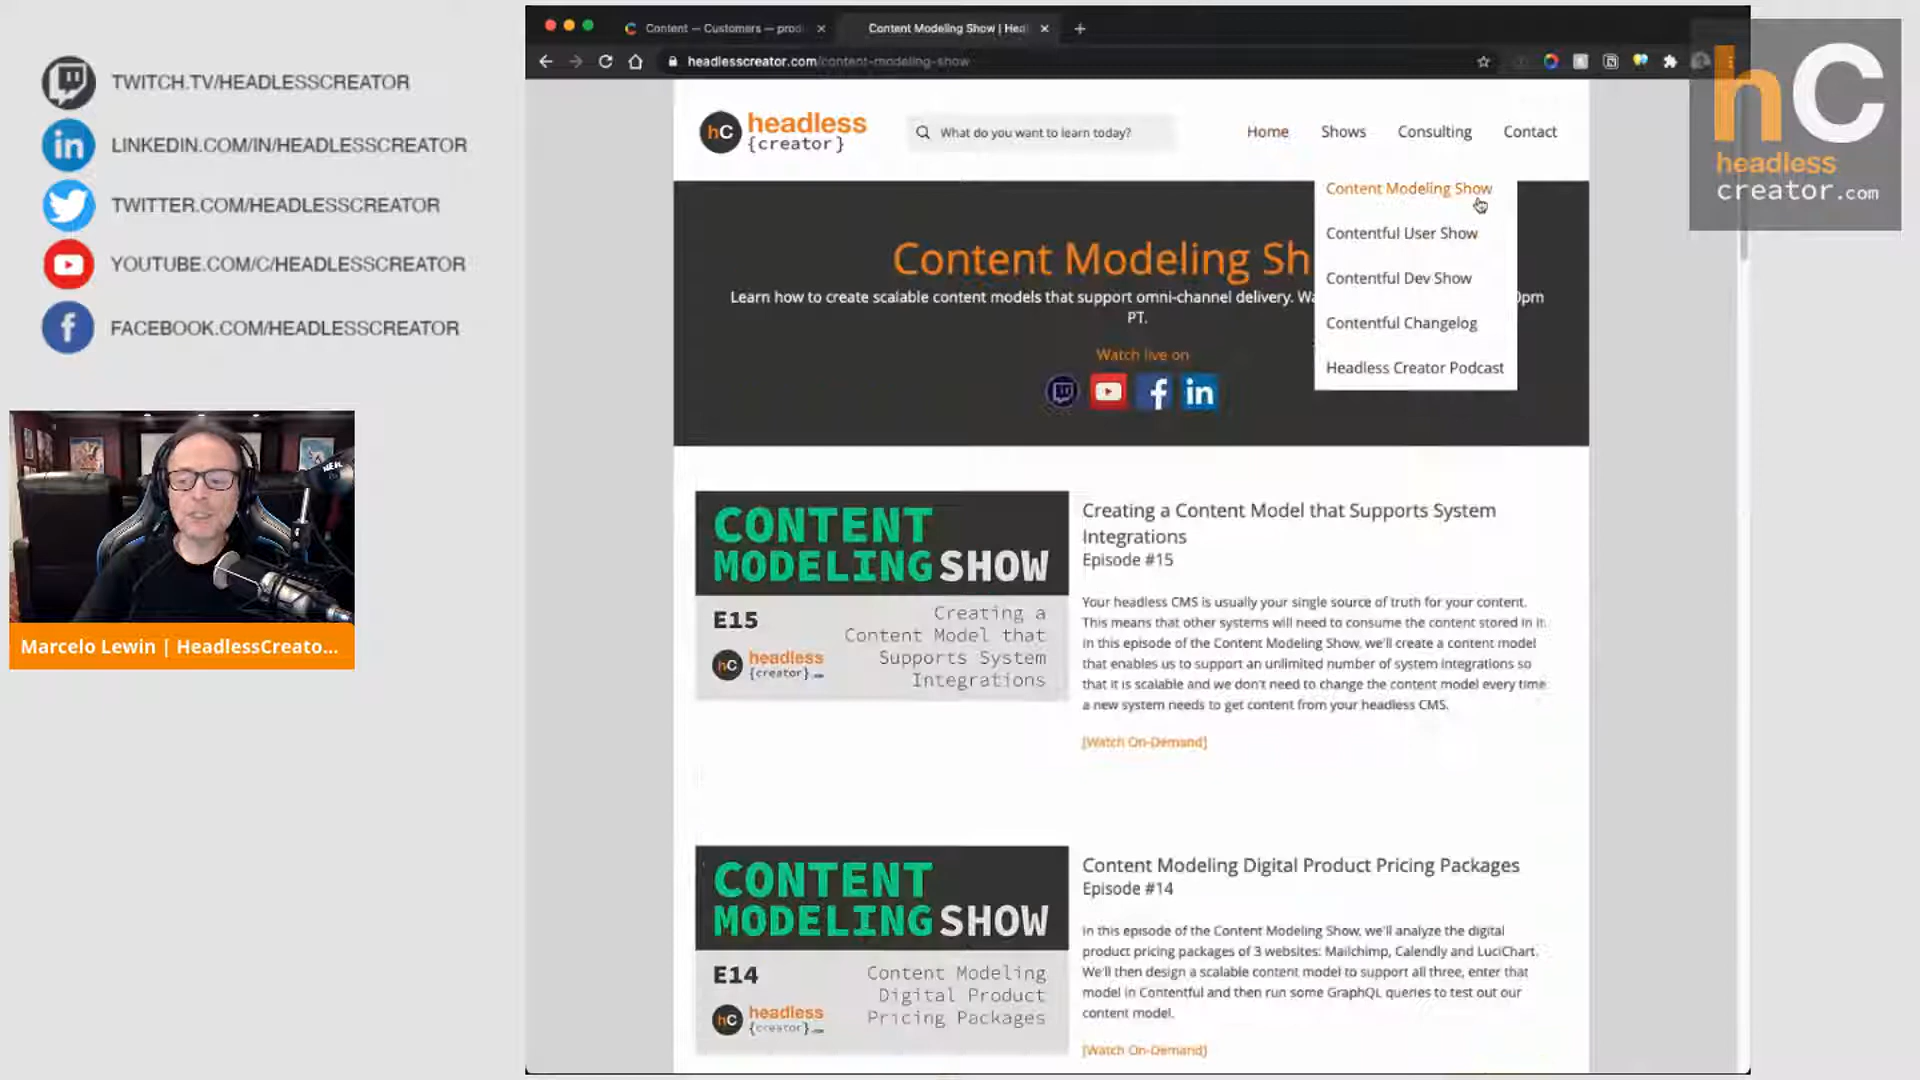 TWITCH.TV/HEADLESSCREATOR
LINKEDIN.COM/IN/HEADLESSCREATOR
TWITTER.COM/HEADLESSCREATOR
YOUTUBE.COM/C/HEADLESSCREATOR
FACEBOOK.COM/HEADLESSCREATOR
Marcelo Lewin | HeadlessCreato...
Content — Customers — prod
Content Modeling Show | Hea
headlesscreator.com/content-modeling-show
hC
headless
creator.com
hC headless
{creator}
What do you want to learn today?
Home Shows Consulting Contact
Content Modeling Show
Contentful User Show
Contentful Dev Show
Contentful Changelog
Headless Creator Podcast
Content Modeling Sh
Learn how to create scalable content models that support omni-channel delivery.
PT.
Watch live on
CONTENT
MODELING SHOW
E15
Creating a
Content Model that
Supports System
Integrations
hC headless
{creator}
Creating a Content Model that Supports System
Integrations
Episode #15
Your headless CMS is usually your single source of truth for your content.
This means that other systems will need to consume the content stored in it.
In this episode of the Content Modeling Show, we'll create a content model
that enables us to support an unlimited number of system integrations so
that it is scalable and we don't need to change the content model every time
a new system needs to get content from your headless CMS.
[Watch On-Demand]
CONTENT
MODELING SHOW
E14
Content Modeling
Digital Product
Pricing Packages
hC headless
{creator}
Content Modeling Digital Product Pricing Packages
Episode #14
In this episode of the Content Modeling Show, we'll analyze the digital
product pricing packages of 3 websites: Mailchimp, Calendly and LuciChart.
We'll then design a scalable content model to support all three, enter that
model in Contentful and then run some GraphQL queries to test out our
content model.
[Watch On-Demand]